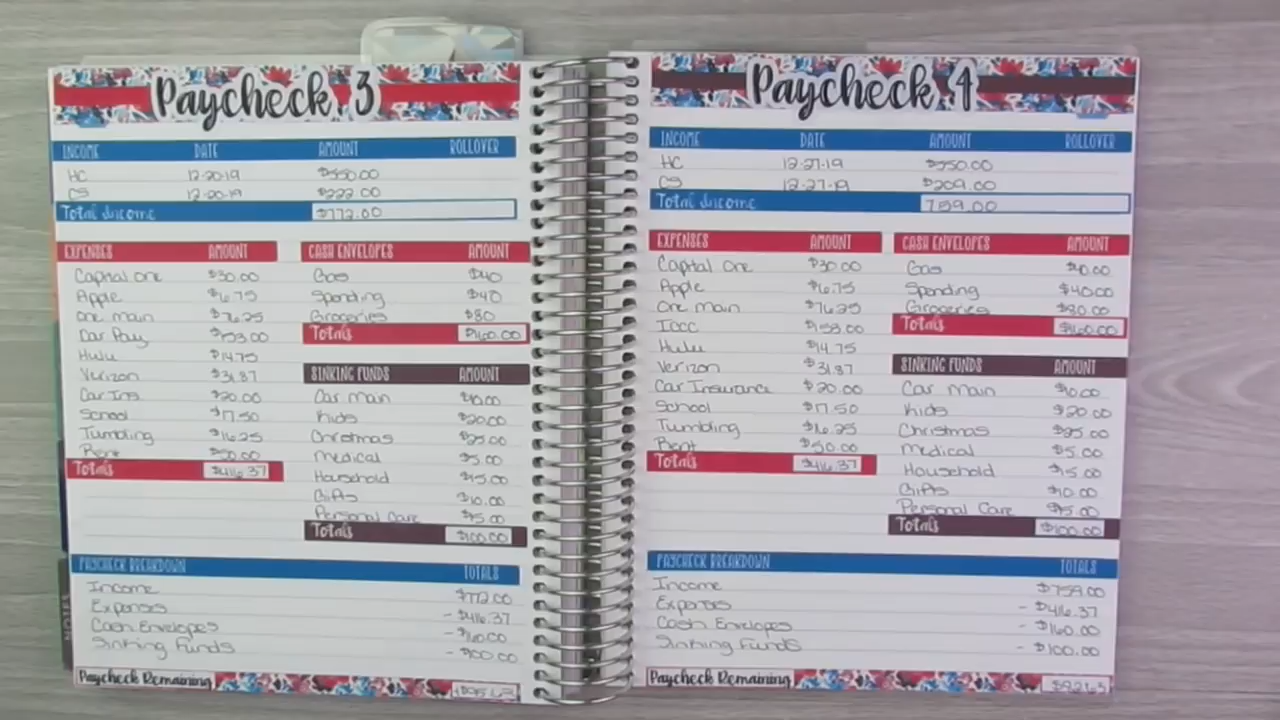 Paycheck 3
INCOME DATE AMOUNT ROLLOVER
HC 12-20-19 $550.00
CS 12-20-19 $222.00
Total Income $772.00
EXPENSES AMOUNT
Capital One $30.00
Apple $6.75
One main $76.25
Car Pay $153.00
Hulu $14.75
Verizon $31.87
Car Ins $20.00
School $17.50
Tumbling $16.25
Rent $50.00
Totals $416.37
CASH ENVELOPES AMOUNT
Gas $40
Spending $40
Groceries $80
Totals $160.00
SINKING FUNDS AMOUNT
Car Main $10.00
Kids $20.00
Christmas $25.00
Medical $5.00
Household $15.00
Gifts $10.00
Personal Care $15.00
Totals $100.00
PAYCHECK BREAKDOWN TOTALS
Income $772.00
Expenses - $416.37
Cash Envelopes - $160.00
Sinking Funds - $100.00
Paycheck Remaining
NOTES
Paycheck 4
INCOME DATE AMOUNT ROLLOVER
HC 12-27-19 $550.00
CS 12-27-19 $209.00
Total Income 759.00
EXPENSES AMOUNT
Capital One $30.00
Apple $6.75
One main $76.25
$153.00
Hulu $14.75
Verizon $31.87
Car Insurance $20.00
School $17.50
Tumbling $16.25
Rent $50.00
Totals $416.37
CASH ENVELOPES AMOUNT
Gas $40.00
Spending $40.00
Groceries $80.00
Totals $160.00
SINKING FUNDS AMOUNT
Car Main $10.00
Kids $20.00
Christmas $25.00
Medical $5.00
Household $15.00
Gifts $10.00
Personal Care $15.00
Totals $100.00
PAYCHECK BREAKDOWN TOTALS
Income $759.00
Expenses - $416.37
Cash Envelopes - $160.00
Sinking Funds - $100.00
Paycheck Remaining